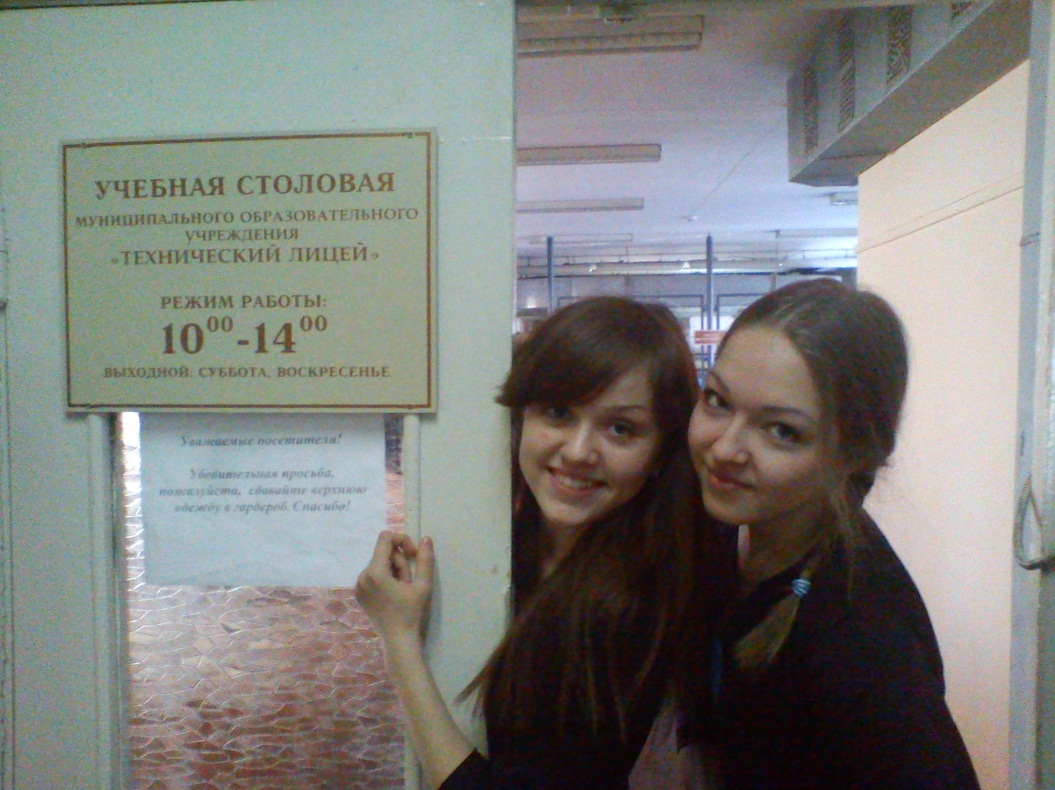 УЧЕБНАЯ СТОЛОВАЯ
МУНИЦИПАЛЬНОГО ОБРАЗОВАТЕЛЬНОГО
УЧРЕЖДЕНИЯ
«ТЕХНИЧЕСКИЙ ЛИЦЕЙ»
РЕЖИМ РАБОТЫ:
10⁰⁰-14⁰⁰
ВЫХОДНОЙ: СУББОТА, ВОСКРЕСЕНЬЕ
Уважаемые посетители!
Убедительная просьба,
пожалуйста, сдавайте верхнюю
одежду в гардероб. Спасибо!